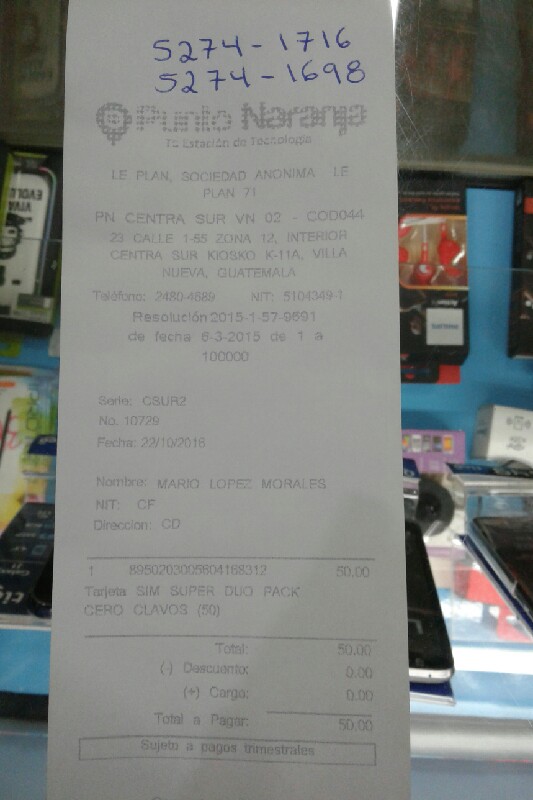 5274-1716
5274-1698
Punto Naranja
Tu Estación de Tecnología
LE PLAN, SOCIEDAD ANONIMA LE
PLAN 71
PN CENTRA SUR VN 02 - COD044
23 CALLE 1-55 ZONA 12, INTERIOR
CENTRA SUR KIOSKO K-11A, VILLA
NUEVA, GUATEMALA
Teléfono: 2480-4689 NIT: 5104349-1
Resolución 2015-1-57-9691
de fecha 6-3-2015 de 1 a
100000
Serie: CSUR2
No. 10729
Fecha: 22/10/2016
Nombre: MARIO LOPEZ MORALES
NIT: CF
Direccion: CD
1 8950203005604168312 50.00
Tarjeta SIM SUPER DUO PACK
CERO CLAVOS (50)
Total: 50.00
(-) Descuento: 0.00
(+) Cargo: 0.00
Total a Pagar: 50.00
Sujeto a pagos trimestrales
VIVA
EVOLU
PHILIPS